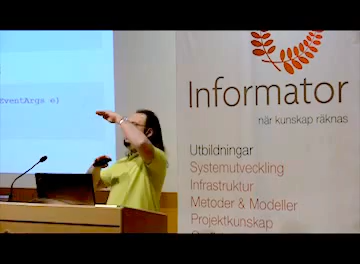 EventArgs e)
Informator
när kunskap räknas
Utbildningar
Systemutveckling
Infrastruktur
Metoder & Modeller
Projektkunskap